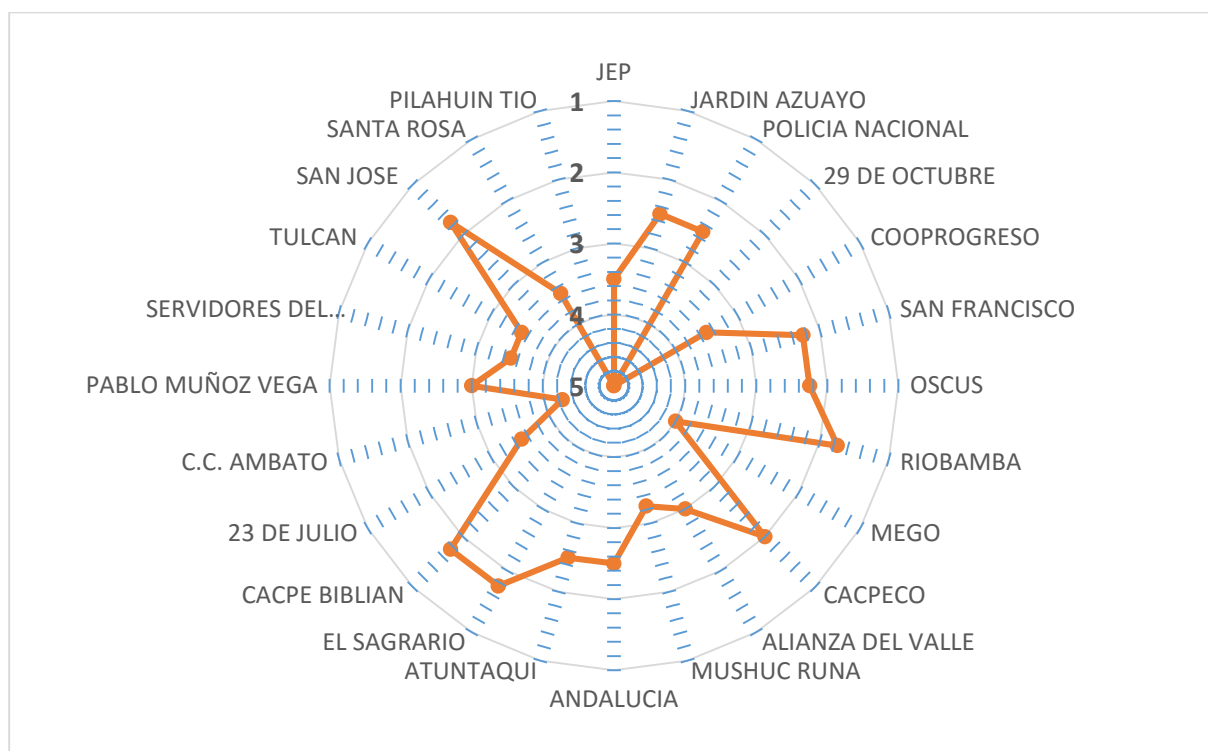 JEP
JARDIN AZUAYO
POLICIA NACIONAL
29 DE OCTUBRE
COOPROGRESO
SAN FRANCISCO
OSCUS
RIOBAMBA
MEGO
CACPECO
ALIANZA DEL VALLE
MUSHUC RUNA
ANDALUCIA
ATUNTAQUI
EL SAGRARIO
CACPE BIBLIAN
23 DE JULIO
C.C. AMBATO
PABLO MUÑOZ VEGA
SERVIDORES DEL...
TULCAN
SAN JOSE
SANTA ROSA
PILAHUIN TIO
1
2
3
4
5